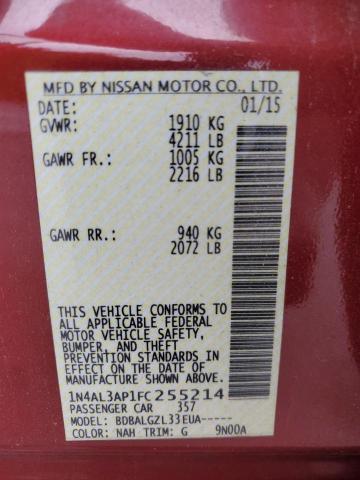 MFD BY NISSAN MOTOR CO., LTD.
DATE: 01/15
GVWR: 1910 KG
4211 LB
GAWR FR.: 1005 KG
2216 LB
GAWR RR.: 940 KG
2072 LB
THIS VEHICLE CONFORMS TO
ALL APPLICABLE FEDERAL
MOTOR VEHICLE SAFETY,
BUMPER, AND THEFT
PREVENTION STANDARDS IN
EFFECT ON THE DATE OF
MANUFACTURE SHOWN ABOVE.
1N4AL3AP1FC255214
PASSENGER CAR 357
MODEL: BDBALGZL33EUA-----
COLOR: NAH TRIM: G 9N00A